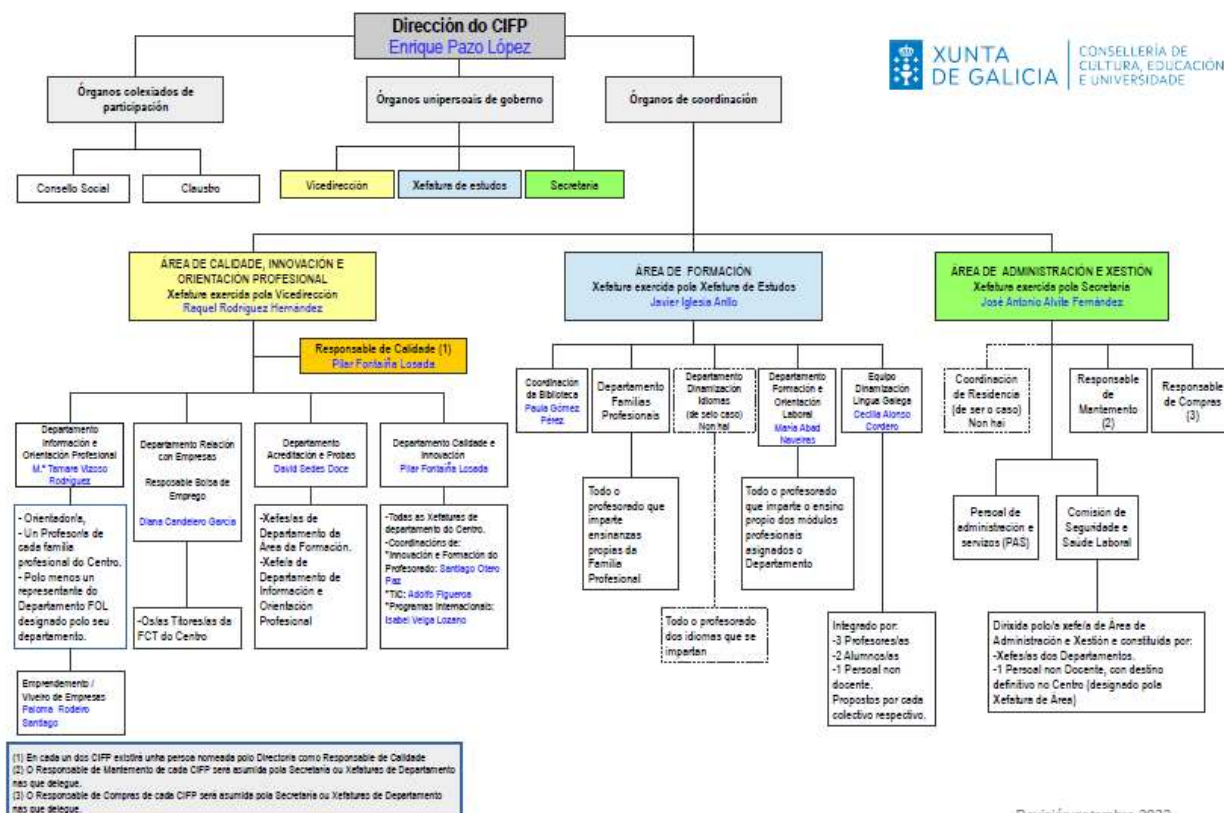 Dirección do CIFP
Enrique Pazo López
XUNTA
DE GALICIA
CONSELLERÍA DE
CULTURA, EDUCACIÓN
E UNIVERSIDADE
Órganos colexiados de
participación
Órganos unipersoais de goberno
Órganos de coordinación
Consello Social
Claustro
Vicedirección
Xefatura de estudos
Secretaria
ÁREA DE CALIDADE, INNOVACIÓN E
ORIENTACIÓN PROFESIONAL
Xefature exercida pola Vicedirección
Raquel Rodriguez Hernández
ÁREA DE FORMACIÓN
Xefature exercida pola Xefatura de Estudos
Javier Iglesia Anllo
ÁREA DE ADMINISTRACIÓN E XESTIÓN
Xefature exercida pola Secretaria
José Antonio Alvite Fernández
Responsable de Calidade (1)
Pilar Fontaíña Losada
Coordinación
da Biblioteca
Paula Gómez
Pérez
Departamento
Familias
Profesionais
Departamento
Dinamización
Idiomas
(de selo caso)
Non hai
Departamento
Formación e
Orientación
Laboral
María Abad
Naveiras
Equipo
Dinamización
Lingua Galega
Cecilia Alonso
Cordero
Coordinación
de Residencia
(de ser o caso)
Non hai
Responsable
de
Mantemento
(2)
Responsable
de Compras
(3)
Departamento
Información e
Orientación Profesional
M.ª Tamara Vizoso
Rodríguez
Departamento Relación
con Empresas
Resposable Bolsa de
Emprego
Diana Candelero García
Departamento
Acreditación e Probas
David Sedes Doce
Departamento Calidade e
Innovación
Pilar Fontaíña Losada
- Orientador/a,
- Un Profesor/a de
cada familia
profesional do Centro.
- Polo menos un
representante do
Departamento FOL
designado polo seu
departamento.
-Os/as Titores/as da
FCT do Centro
-Xefes/as de
Departamento da
Área da Formación.
-Xefe/a de
Departamento de
Información e
Orientación
Profesional
-Todas as Xefaturas de
departamento do Centro.
-Coordinacións de:
*Innovación e Formación do
Profesorado: Santiago Otero
Paz
*TIC: Adolfo Figueroa
*Programas Internacionais:
Isabel Veiga Lozano
Todo o
profesorado que
imparte
ensinanzas
propias da
Familia
Profesional
Todo o profesorado
que imparte o ensino
propio dos módulos
profesionais
asignados o
Departamento
Persoal de
administración e
servizos (PAS)
Comisión de
Seguridade e
Saúde Laboral
Todo o profesorado
dos idiomas que se
impartan
Integrado por:
-3 Profesores/as
-2 Alumnos/as
-1 Persoal non
docente.
Propostos por cada
colectivo respectivo.
Dirixida polo/a xefe/a de Área de
Administración e Xestión e constituida por:
-Xefes/as dos Departamentos.
-1 Persoal non Docente, con destino
definitivo no Centro (designado pola
Xefatura de Área)
Emprendemento /
Viveiro de Empresas
Paloma Rodeiro
Santiago
(1) En cada un dos CIFP existirá unha persoa nomeada polo Director/a como Responsable de Calidade
(2) O Responsable de Mantemento de cada CIFP será asumida pola Secretaria ou Xefaturas de Departamento
nas que delegue.
(3) O Responsable de Compras de cada CIFP será asumida pola Secretaria ou Xefaturas de Departamento
nas que delegue.